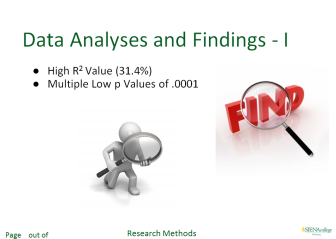 Data Analyses and Findings - I
● High R² Value (31.4%)
● Multiple Low p Values of .0001
FIND
Page out of
Research Methods
SIENAcollege